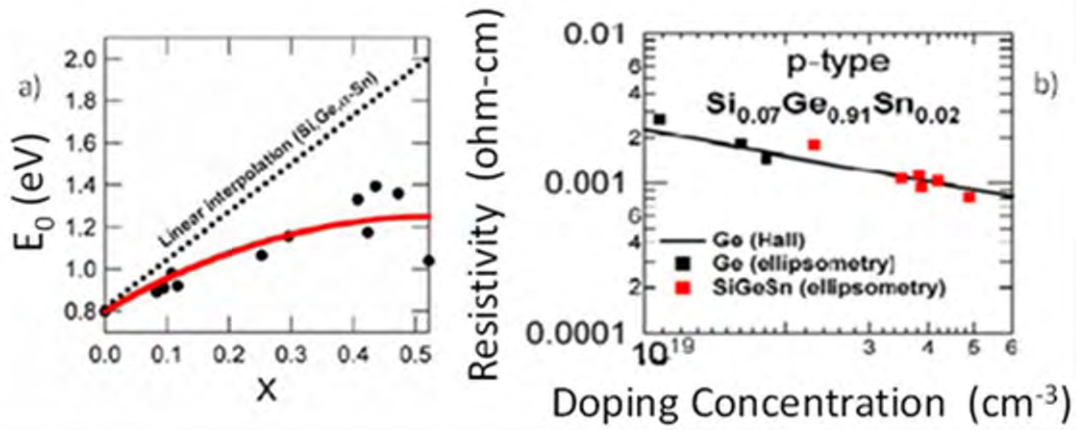 a)
E0 (eV)
2.0
1.8
1.6
1.4
1.2
1.0
0.8
Linear interpolation (Si,Ge,α-Sn)
0.0 0.1 0.2 0.3 0.4 0.5
X
b)
Resistivity (ohm-cm)
0.01
6
4
2
0.001
6
4
2
0.0001
p-type
Si0.07Ge0.91Sn0.02
Ge (Hall)
Ge (ellipsometry)
SiGeSn (ellipsometry)
10^19 3 4 5 6
Doping Concentration (cm-3)